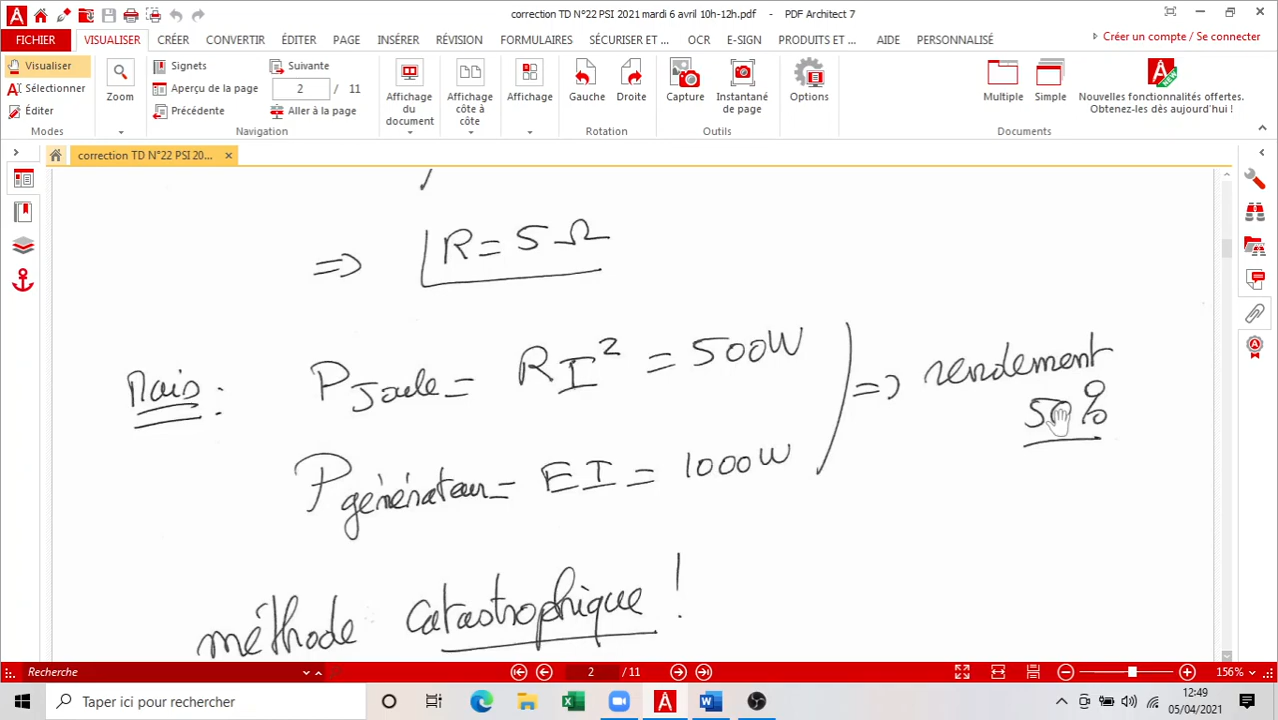 correction TD N°22 PSI 2021 mardi 6 avril 10h-12h.pdf - PDF Architect 7
FICHIER VISUALISER CRÉER CONVERTIR ÉDITER PAGE INSÉRER RÉVISION FORMULAIRES SÉCURISER ET ... OCR E-SIGN PRODUITS ET ... AIDE PERSONNALISÉ Créer un compte / Se connecter
Visualiser
Sélectionner
Éditer
Modes
Zoom
Signets
Aperçu de la page
Précédente
Suivante
2 / 11
Aller à la page
Navigation
Affichage du document
Affichage côte à côte
Affichage
Gauche
Droite
Rotation
Capture
Instantané de page
Outils
Options
Multiple
Simple
Nouvelles fonctionnalités offertes.
Obtenez-les dès aujourd'hui !
Documents
correction TD N°22 PSI 20...
=> R = 5 Ω
Mais : P Joule = R I² = 500W
=> rendement
50%
P générateur = E I = 1000W
méthode catastrophique !
Recherche 2 / 11 156%
Taper ici pour rechercher
12:49
05/04/2021